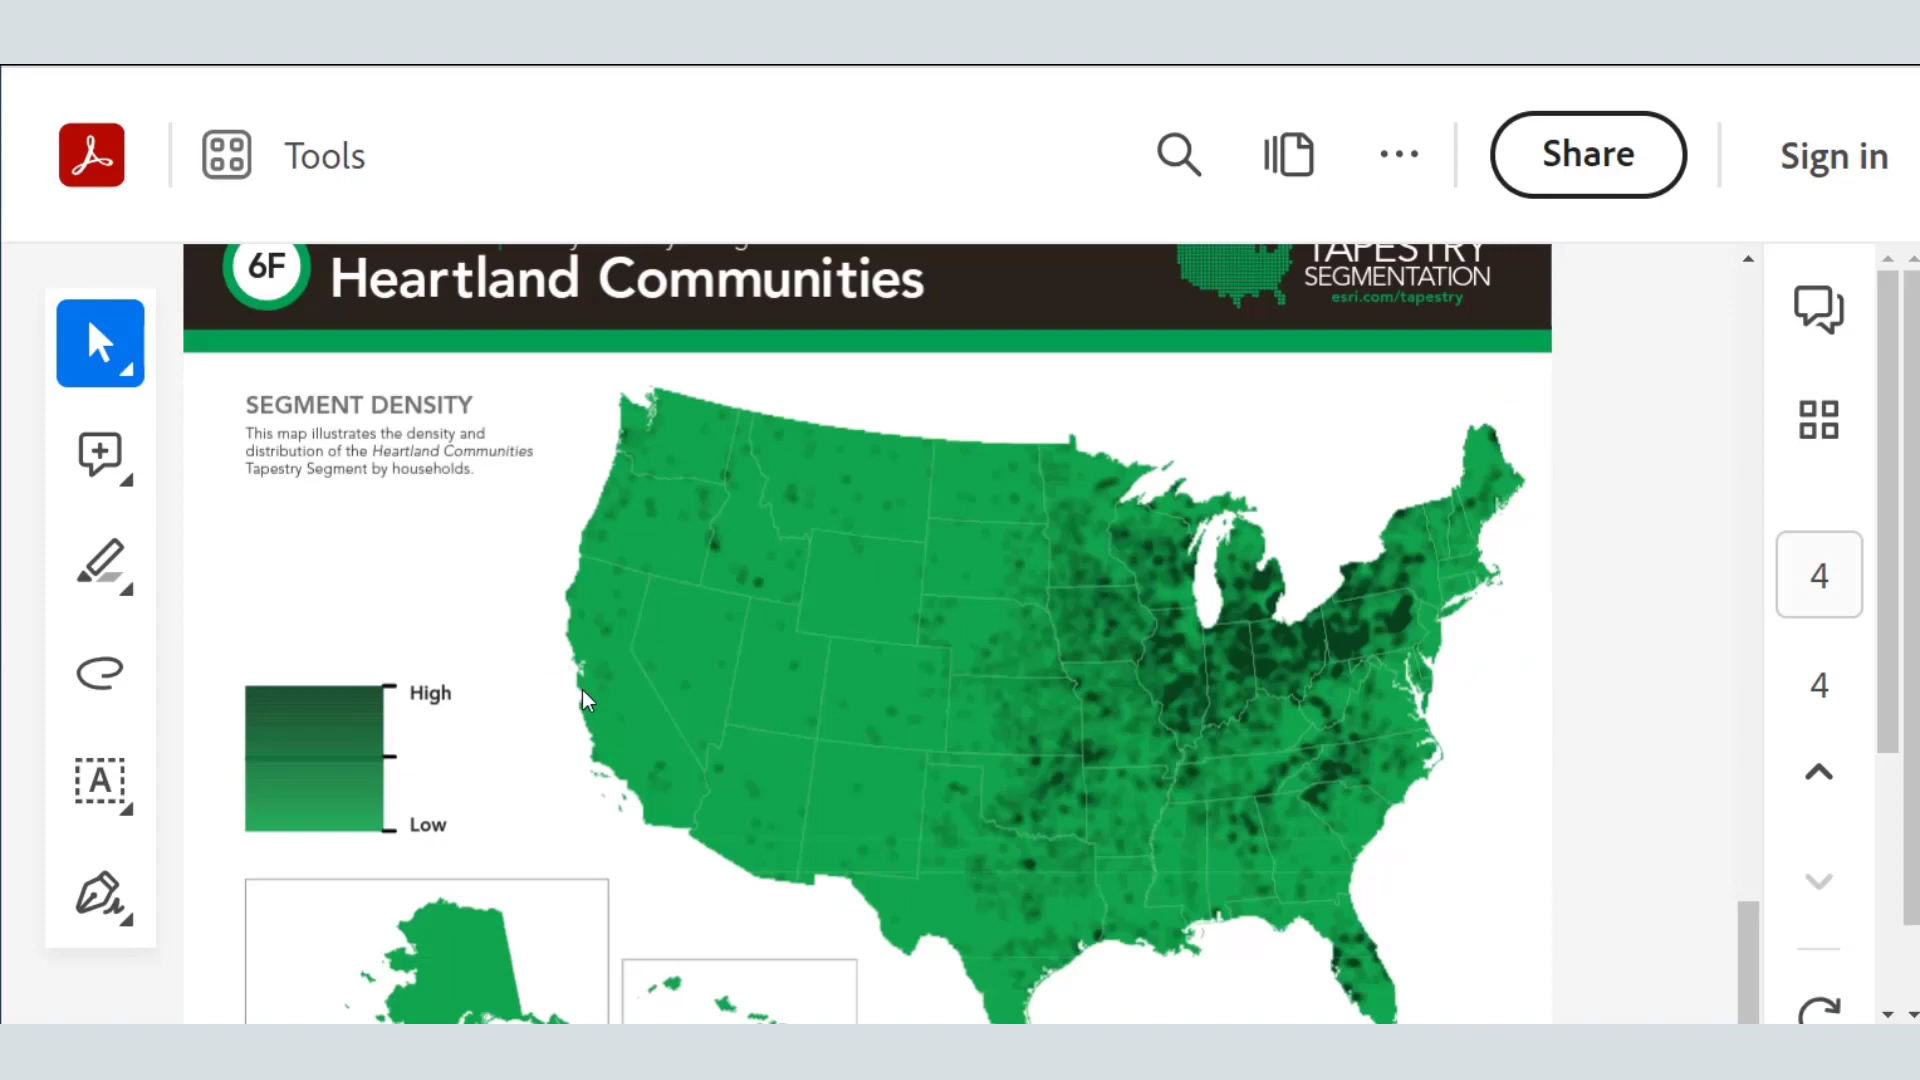 Tools
Share
Sign in
6F
Heartland Communities
TAPESTRY
SEGMENTATION
esri.com/tapestry
SEGMENT DENSITY
This map illustrates the density and
distribution of the Heartland Communities
Tapestry Segment by households.
High
Low
A
4
4